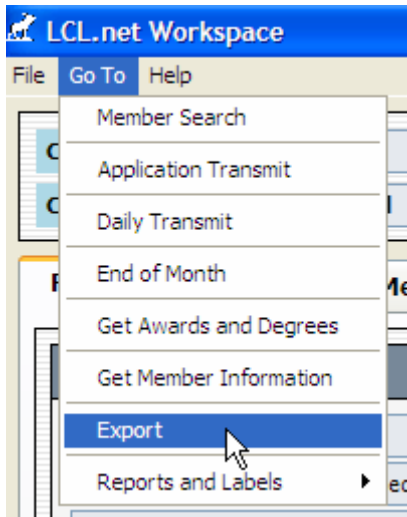 LCL.net Workspace
File Go To Help
Member Search
Application Transmit
Daily Transmit
End of Month
Get Awards and Degrees
Get Member Information
Export
Reports and Labels